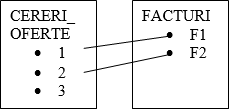 CERERI_
OFERTE
• 1
• 2
• 3
FACTURI
• F1
• F2